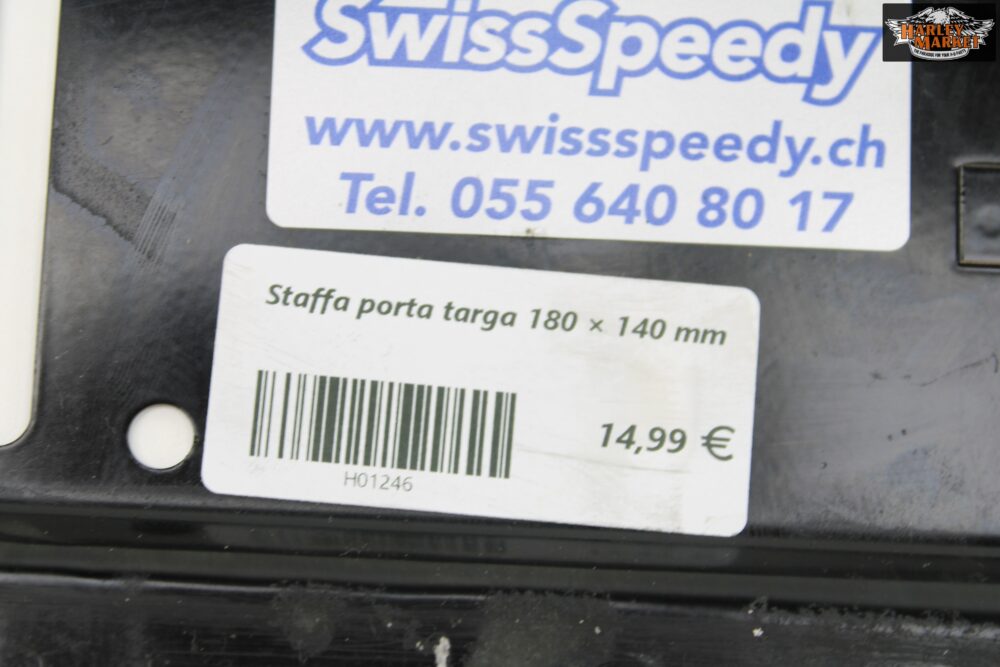 SwissSpeedy
www.swissspeedy.ch
Tel. 055 640 80 17
Staffa porta targa 180 × 140 mm
14,99 €
H01246
HARLEY
MARKET